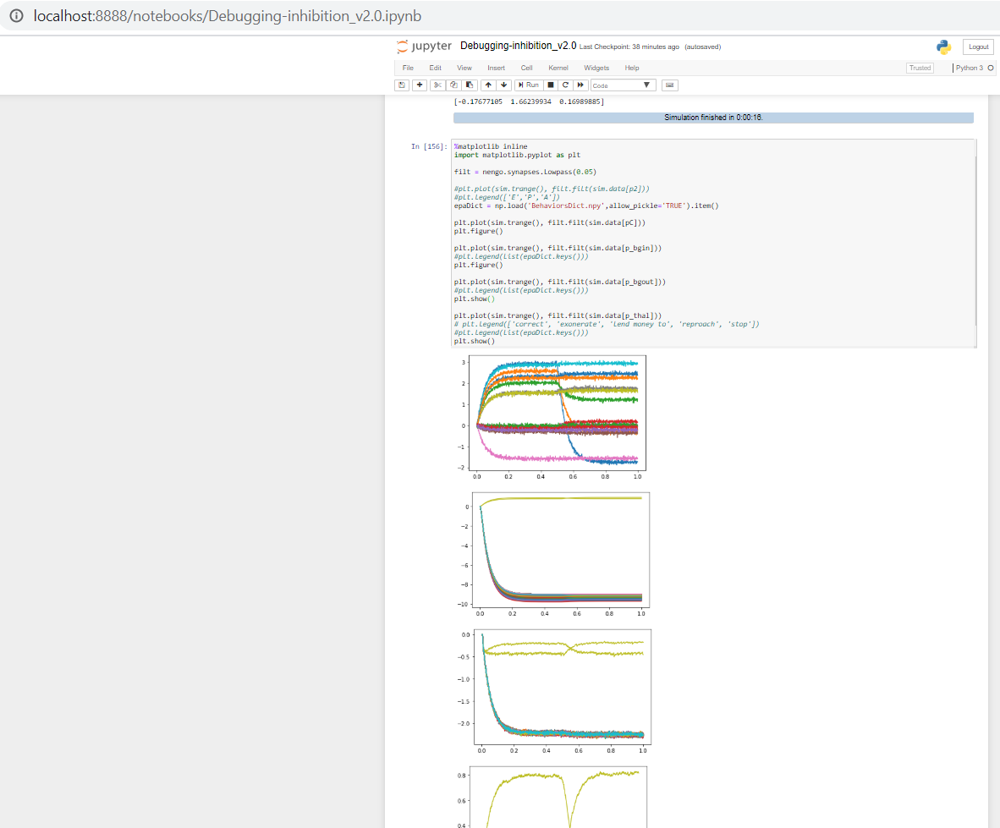 localhost:8888/notebooks/Debugging-inhibition_v2.0.ipynb
jupyter Debugging-inhibition_v2.0 Last Checkpoint: 38 minutes ago (autosaved) Logout
File Edit View Insert Cell Kernel Widgets Help Trusted Python 3
Run Code
[-0.17677105 1.66239934 0.16989885]
Simulation finished in 0:00:16.
In [156]: %matplotlib inline
import matplotlib.pyplot as plt
filt = nengo.synapses.Lowpass(0.05)
#plt.plot(sim.trange(), filt.filt(sim.data[p2]))
#plt.legend(['E','P','A'])
epaDict = np.load('BehaviorsDict.npy',allow_pickle='TRUE').item()
plt.plot(sim.trange(), filt.filt(sim.data[pC]))
plt.figure()
plt.plot(sim.trange(), filt.filt(sim.data[p_bgin]))
#plt.legend(list(epaDict.keys()))
plt.figure()
plt.plot(sim.trange(), filt.filt(sim.data[p_bgout]))
#plt.legend(list(epaDict.keys()))
plt.show()
plt.plot(sim.trange(), filt.filt(sim.data[p_thal]))
# plt.legend(['correct', 'exonerate', 'lend money to', 'reproach', 'stop'])
#plt.legend(list(epaDict.keys()))
plt.show()
3
2
1
0
−1
−2
0.0 0.2 0.4 0.6 0.8 1.0
0
−2
−4
−6
−8
−10
0.0 0.2 0.4 0.6 0.8 1.0
0.0
−0.5
−1.0
−1.5
−2.0
0.0 0.2 0.4 0.6 0.8 1.0
0.8
0.6
0.4